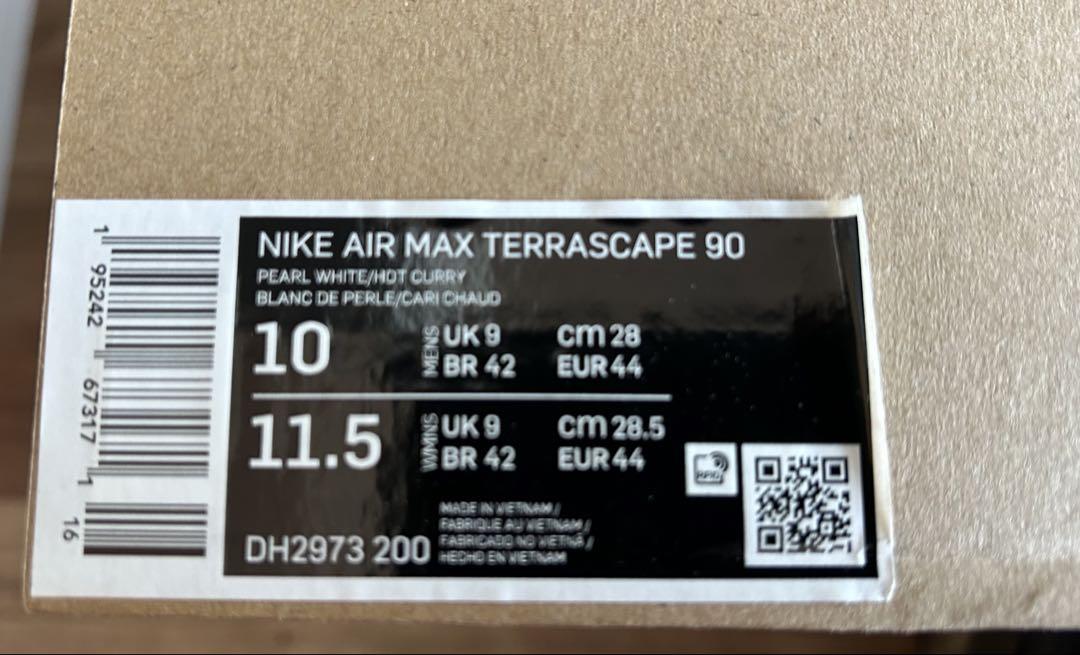 NIKE AIR MAX TERRASCAPE 90
PEARL WHITE/HOT CURRY
BLANC DE PERLE/CARI CHAUD
10
MENS
UK 9
cm 28
BR 42
EUR 44
11.5
WMNS
UK 9
cm 28.5
BR 42
EUR 44
RFID
MADE IN VIETNAM/
FABRIQUE AU VIETNAM/
FABRICADO NO VIETNÃ/
HECHO EN VIETNAM
DH2973 200
1 95242 67317 1
16